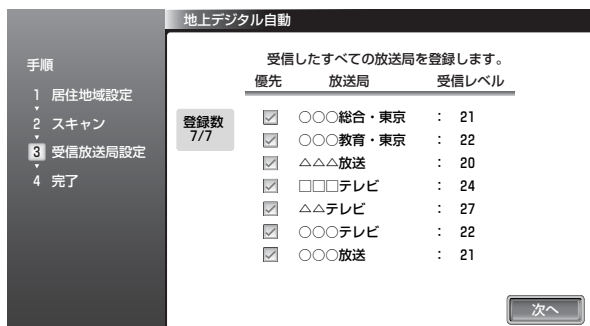 地上デジタル自動
手順
1 居住地域設定
2 スキャン
3 受信放送局設定
4 完了
受信したすべての放送局を登録します。
優先 放送局 受信レベル
登録数
7/7
○○○総合・東京 : 21
○○○教育・東京 : 22
△△△放送 : 20
□□□テレビ : 24
△△テレビ : 27
○○○テレビ : 22
○○○放送 : 21
次へ